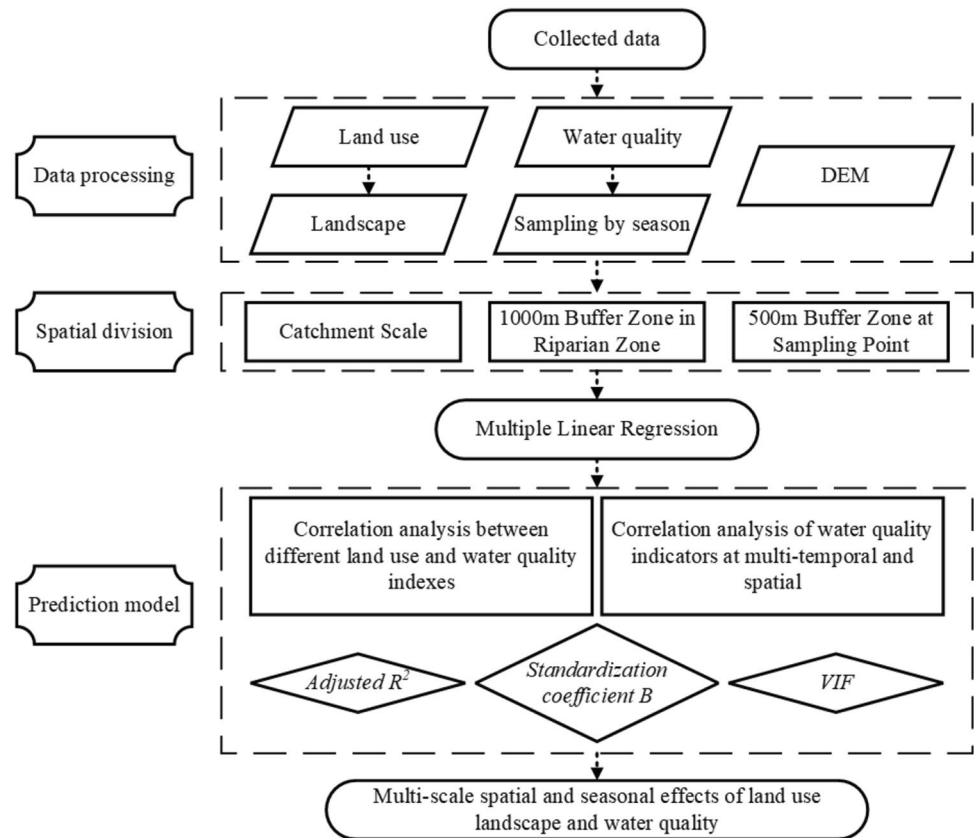 Collected data
Data processing
Land use
Water quality
DEM
Landscape
Sampling by season
Spatial division
Catchment Scale
1000m Buffer Zone in
Riparian Zone
500m Buffer Zone at
Sampling Point
Multiple Linear Regression
Prediction model
Correlation analysis between
different land use and water quality
indexes
Correlation analysis of water quality
indicators at multi-temporal and
spatial
Adjusted R²
Standardization
coefficient B
VIF
Multi-scale spatial and seasonal effects of land use
landscape and water quality